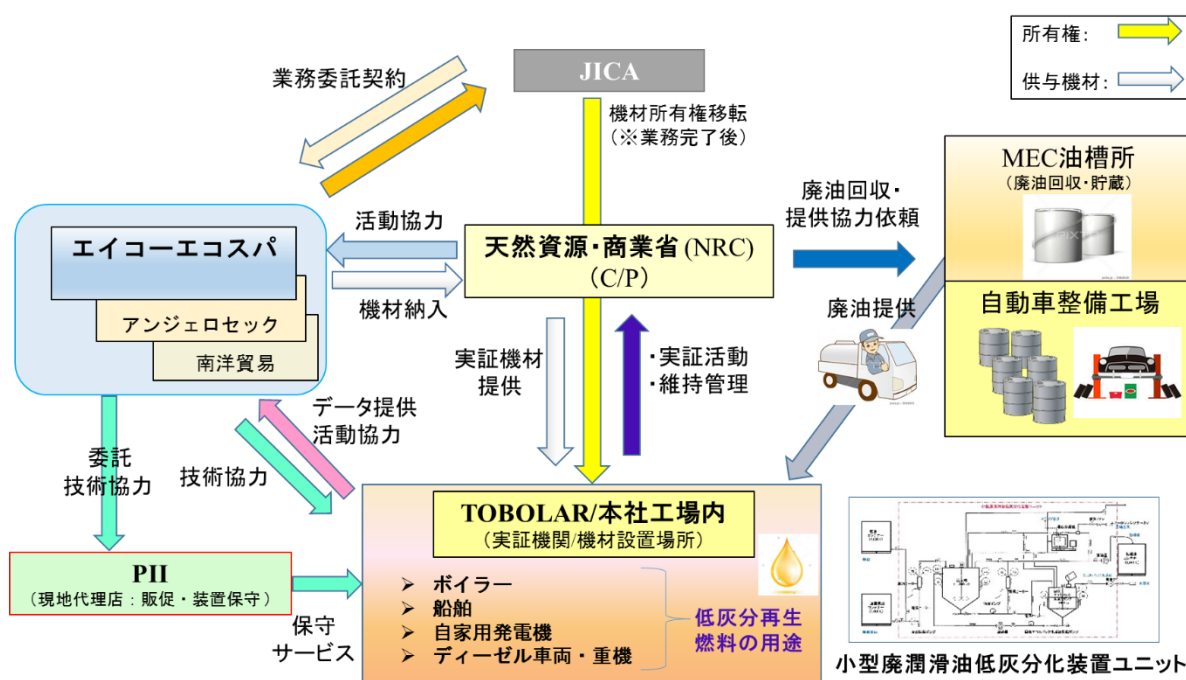 所有権:
供与機材:
JICA
業務委託契約
機材所有権移転
(※業務完了後)
MEC油槽所
(廃油回収・貯蔵)
廃油回収・
提供協力依頼
エイコーエコスパ
アンジェロセック
南洋貿易
活動協力
機材納入
天然資源・商業省 (NRC)
(C/P)
廃油提供
自動車整備工場
実証機材
提供
・実証活動
・維持管理
データ提供
活動協力
委託
技術協力
技術協力
TOBOLAR/本社工場内
(実証機関/機材設置場所)
➢ ボイラー
➢ 船舶
➢ 自家用発電機
➢ ディーゼル車両・重機
低灰分再生
燃料の用途
PII
(現地代理店:販促・装置保守)
保守
サービス
小型廃潤滑油低灰分化装置ユニット